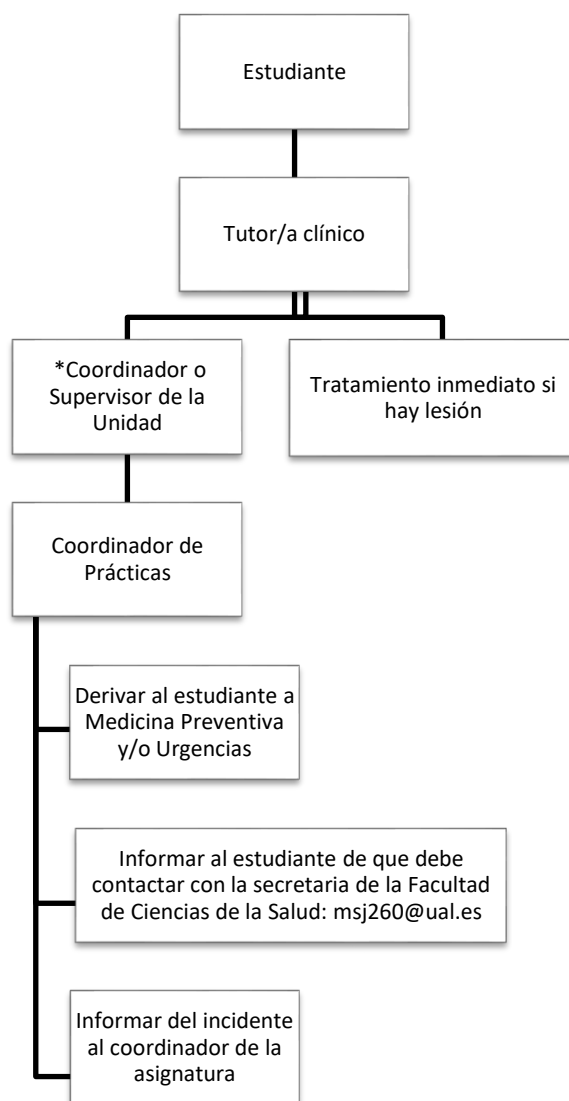 Estudiante
Tutor/a clínico
*Coordinador o
Supervisor de la
Unidad
Tratamiento inmediato si
hay lesión
Coordinador de
Prácticas
Derivar al estudiante a
Medicina Preventiva
y/o Urgencias
Informar al estudiante de que debe
contactar con la secretaria de la Facultad
de Ciencias de la Salud: msj260@ual.es
Informar del incidente
al coordinador de la
asignatura